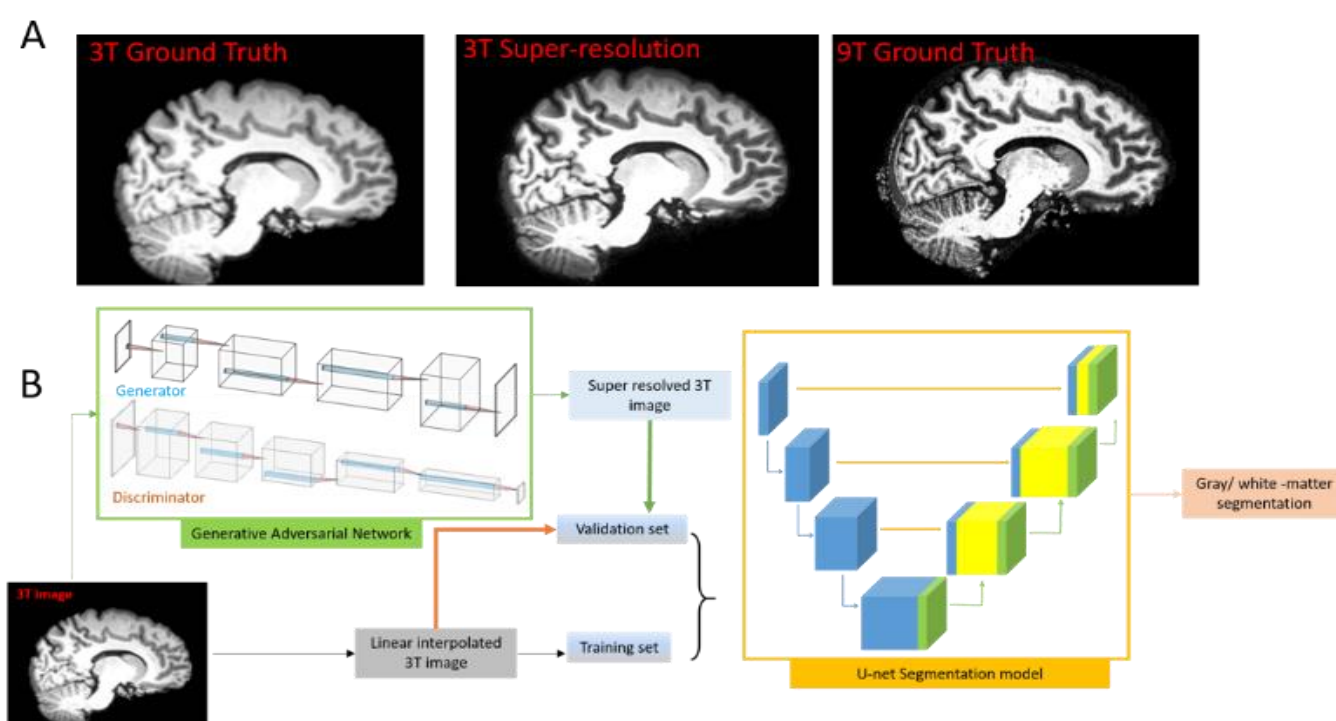 A
3T Ground Truth
3T Super-resolution
9T Ground Truth
B
Generator
Discriminator
Generative Adversarial Network
Super resolved 3T
image
Validation set
3T image
Linear interpolated
3T image
Training set
U-net Segmentation model
Gray/ white -matter
segmentation